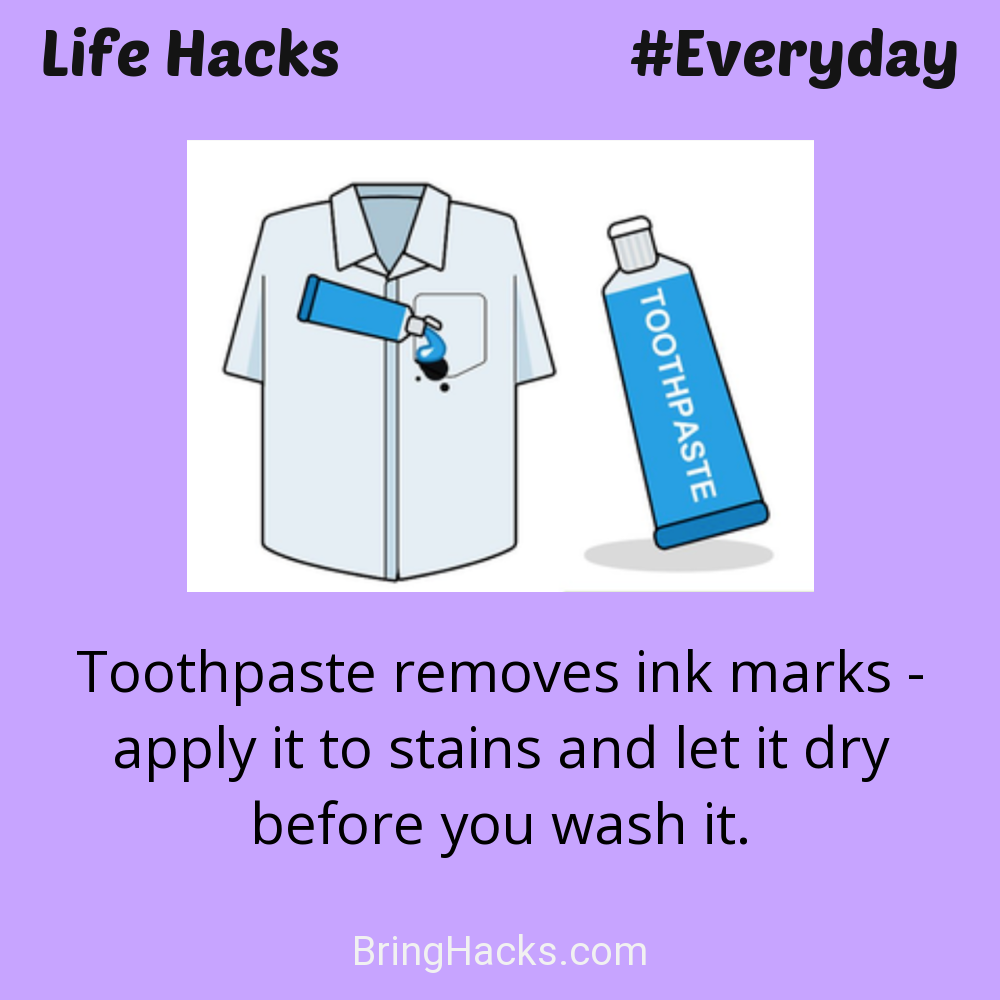 Life Hacks
#Everyday
TOOTHPASTE
Toothpaste removes ink marks -
apply it to stains and let it dry
before you wash it.
BringHacks.com